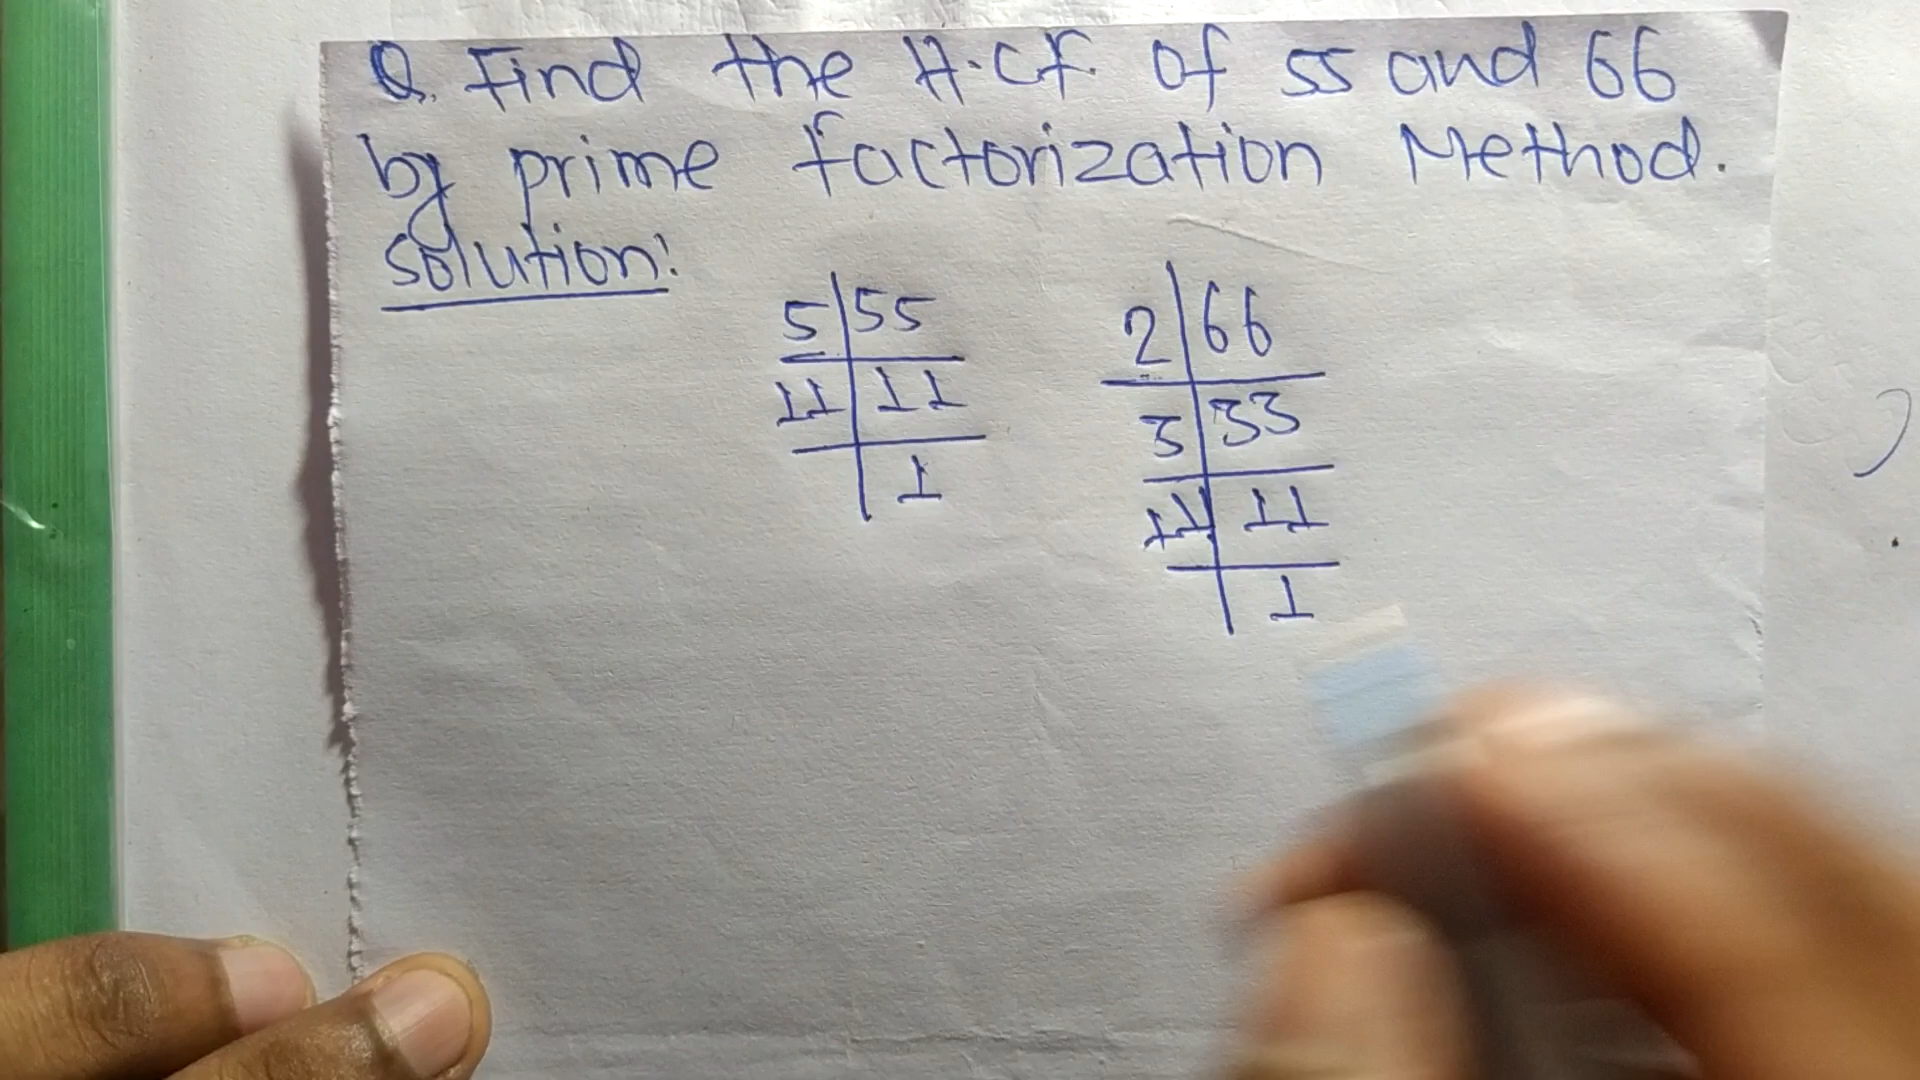 Q. Find the H.C.F. of 55 and 66
by prime factorization Method.
Solution:
5 | 55
11 | 11
1
2 | 66
3 | 33
11 | 11
1